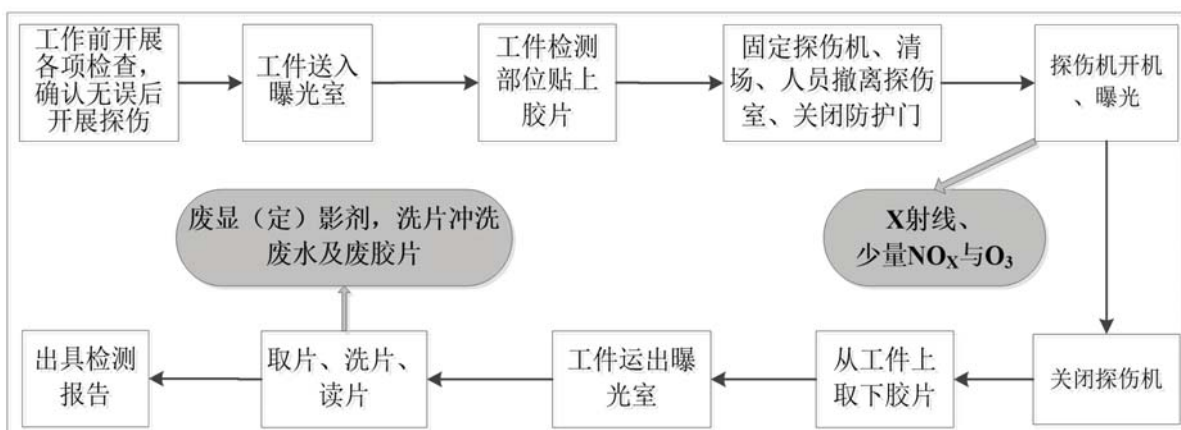 工作前开展
各项检查,
确认无误后
开展探伤
工件送入
曝光室
工件检测
部位贴上
胶片
固定探伤机、清
场、人员撤离探伤
室、关闭防护门
探伤机开机
、曝光
废显（定）影剂，洗片冲洗
废水及废胶片
X射线、
少量NOX与O3
出具检测
报告
取片、洗片、
读片
工件运出曝
光室
从工件上
取下胶片
关闭探伤机